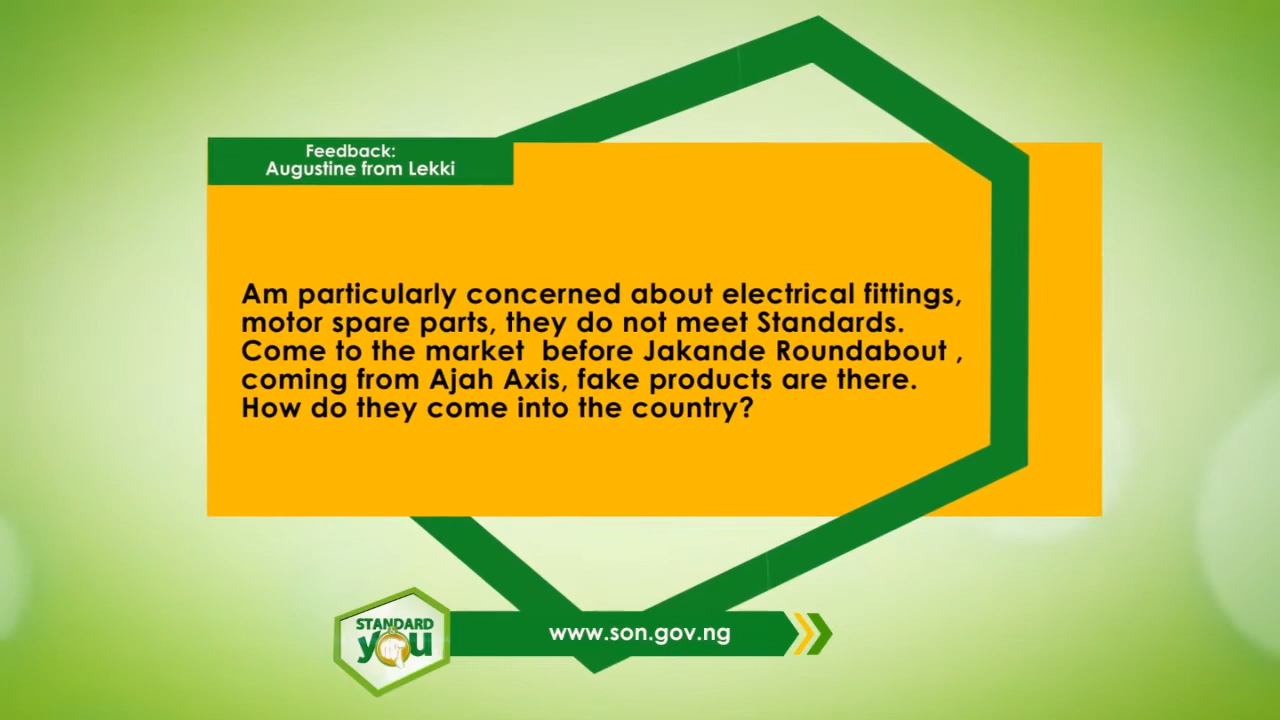 Feedback:
Augustine from Lekki
Am particularly concerned about electrical fittings,
motor spare parts, they do not meet Standards.
Come to the market  before Jakande Roundabout ,
coming from Ajah Axis, fake products are there.
How do they come into the country?
STANDARD
you
www.son.gov.ng